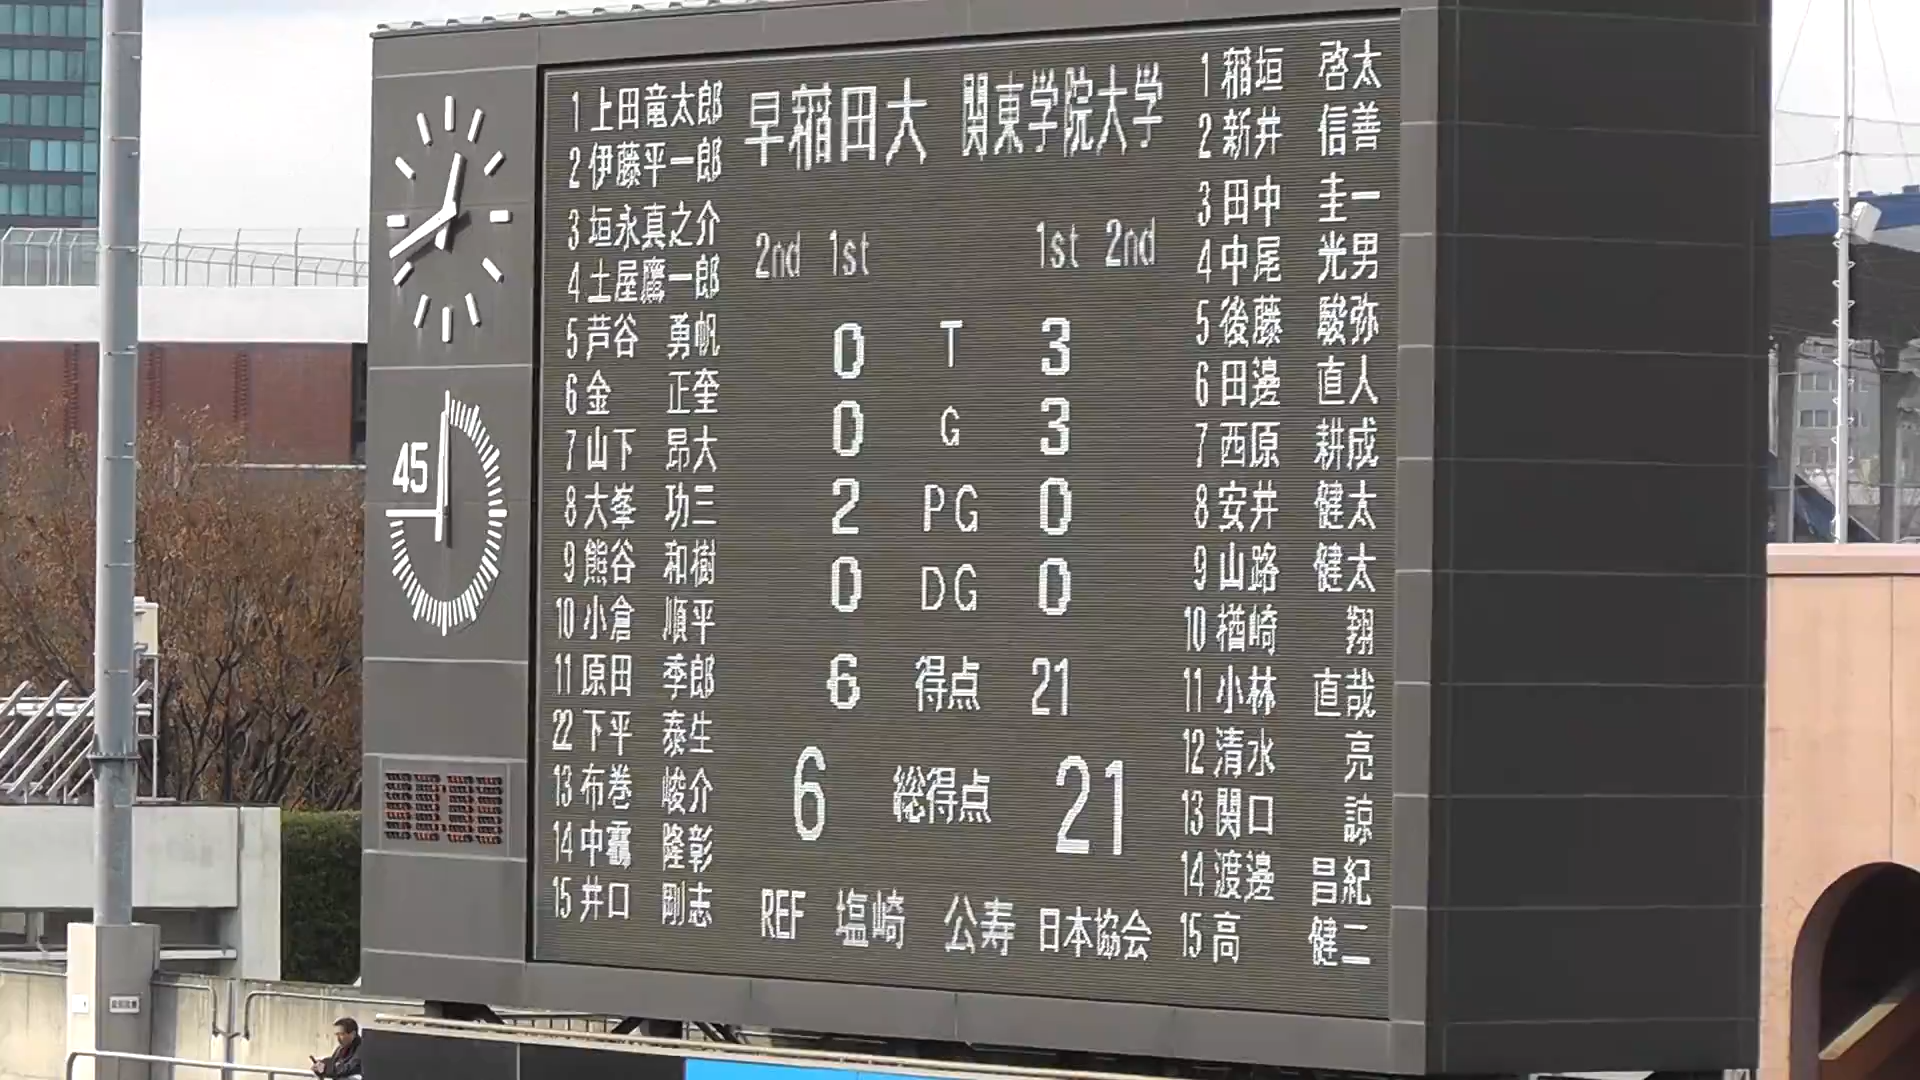 早稲田大 関東学院大学
1 上田竜太郎
2 伊藤平一郎
3 垣永真之介
4 土屋鷹一郎
5 芦谷 勇帆
6 金 正奎
7 山下 昂大
8 大峯 功三
9 熊谷 和樹
10 小倉 順平
11 原田 季郎
22 下平 泰生
13 布巻 峻介
14 中靏 隆彰
15 井口 剛志
2nd 1st 1st 2nd
0 T 3
0 G 3
2 PG 0
0 DG 0
6 得点 21
6 総得点 21
REF 塩崎 公寿 日本協会
1 稲垣 啓太
2 新井 信善
3 田中 圭一
4 中尾 光男
5 後藤 駿弥
6 田邊 直人
7 西原 耕成
8 安井 健太
9 山路 健太
10 楢崎 翔
11 小林 直哉
12 清水 亮
13 関口 諒
14 渡邊 昌紀
15 高 健二
45